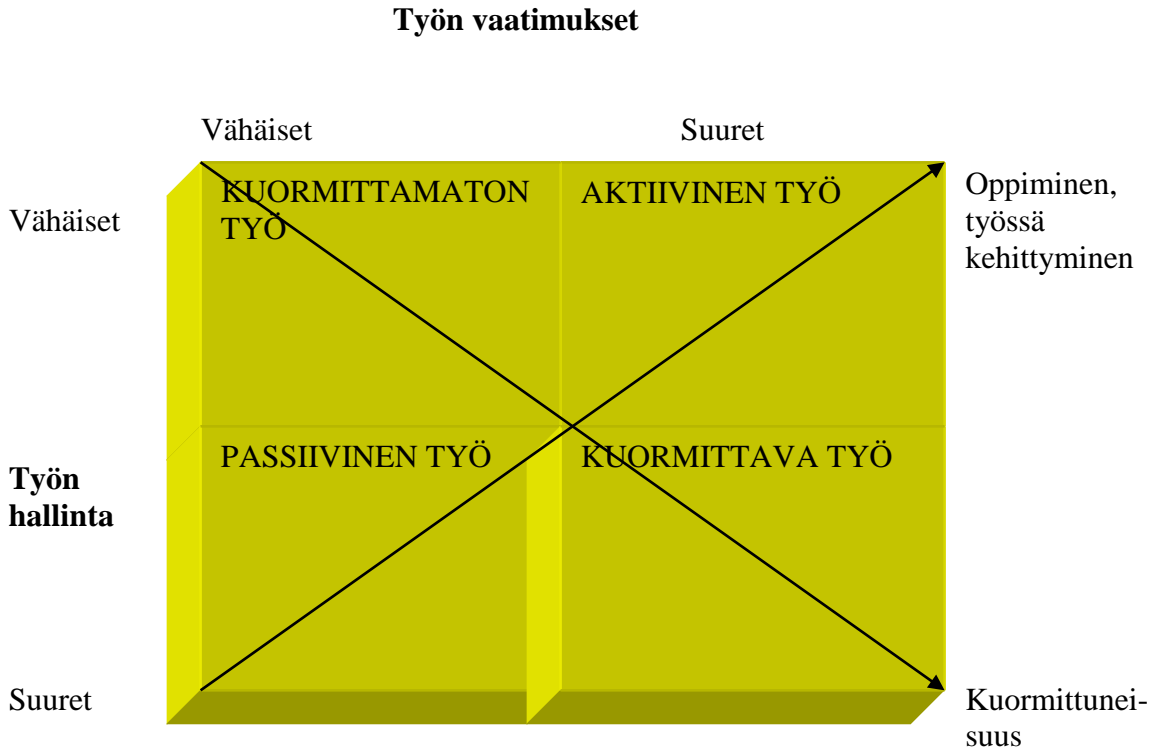 Työn vaatimukset
Vähäiset
Suuret
KUORMITTAMATON
TYÖ
AKTIIVINEN TYÖ
Oppiminen,
työssä
kehittyminen
Vähäiset
PASSIIVINEN TYÖ
KUORMITTAVA TYÖ
Työn
hallinta
Suuret
Kuormittunei-
suus